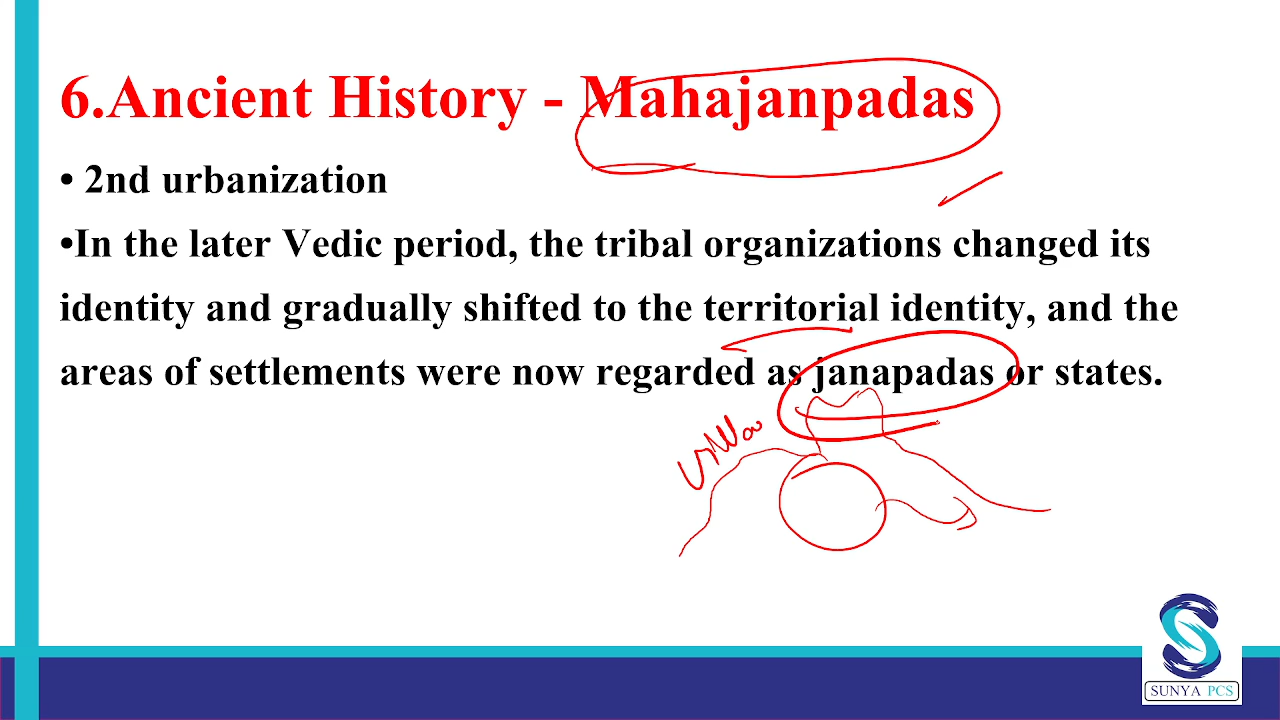 6.Ancient History - Mahajanpadas
• 2nd urbanization
•In the later Vedic period, the tribal organizations changed its
identity and gradually shifted to the territorial identity, and the
areas of settlements were now regarded as janapadas or states.
SUNYA PCS